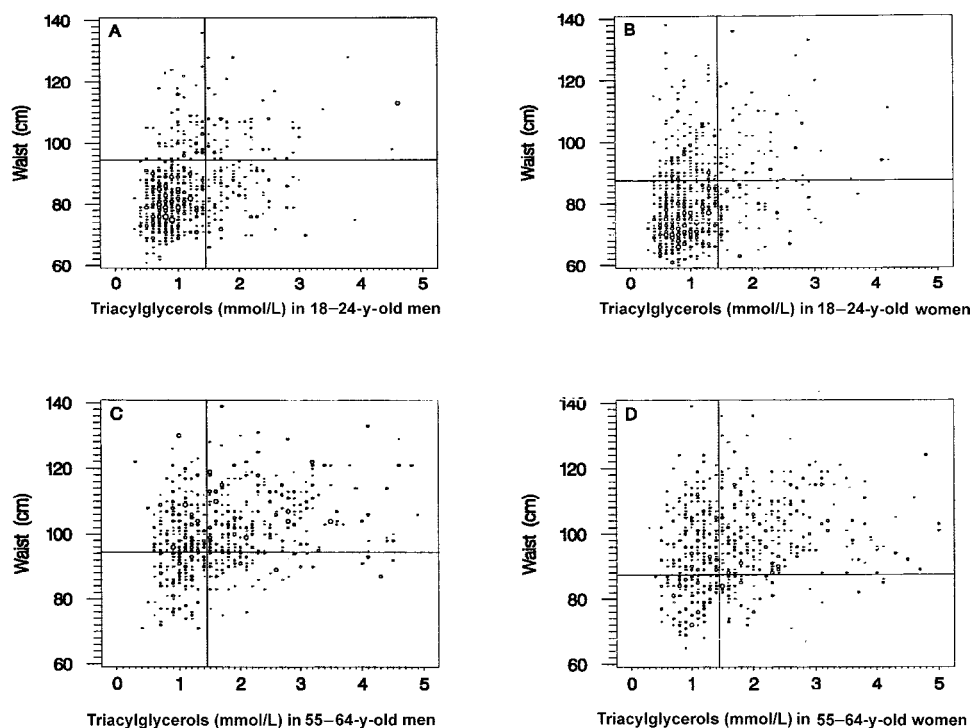 A
Waist (cm)
140
120
100
80
60
0 1 2 3 4 5
Triacylglycerols (mmol/L) in 18–24-y-old men
B
Waist (cm)
140
120
100
80
60
0 1 2 3 4 5
Triacylglycerols (mmol/L) in 18–24-y-old women
C
Waist (cm)
140
120
100
80
60
0 1 2 3 4 5
Triacylglycerols (mmol/L) in 55–64-y-old men
D
Waist (cm)
140
120
100
80
60
0 1 2 3 4 5
Triacylglycerols (mmol/L) in 55–64-y-old women